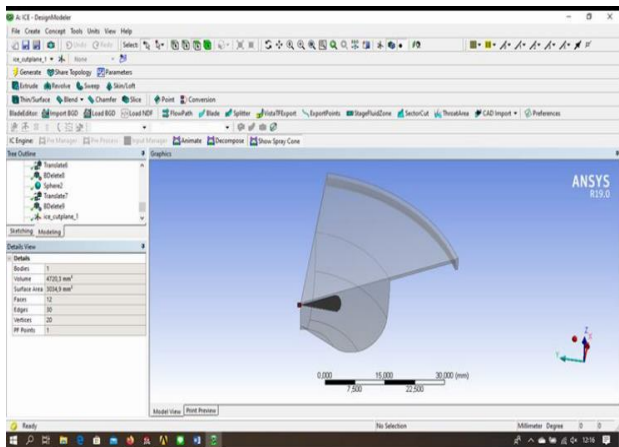 A: ICE - DesignModeler
File Create Concept Tools Units View Help
Undo Redo Select:
ice_cutplane_1 None
Generate Share Topology Parameters
Extrude Revolve Sweep Skin/Loft
Thin/Surface Blend Chamfer Slice Point Conversion
BladeEditor: Import BGD Load BGD Load NDF FlowPath Blade Splitter VistaTFExport ExportPoints StageFluidZone SectorCut ThroatArea CAD Import Preferences
IC Engine: Pre Manager Pre Process Input Manager Animate Decompose Show Spray Cone
Tree Outline Graphics
Translate6
BDelete8
Sphere2
Translate7
BDelete9
ice_cutplane_1
Sketching Modeling
Details View
Details
Bodies 1
Volume 4720,3 mm³
Surface Area 3034,9 mm²
Faces 12
Edges 30
Vertices 20
PF Points 1
ANSYS
R19.0
0,000 15,000 30,000 (mm)
7,500 22,500
Z
Y
Model View Print Preview
Ready No Selection Millimeter Degree 0 0
12:16